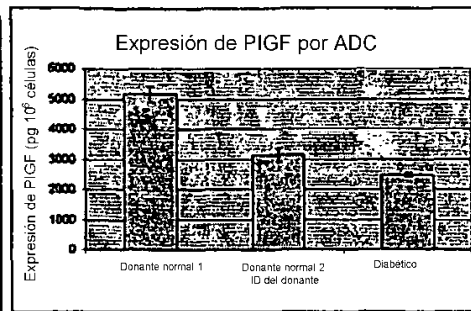 Expresión de PIGF por ADC
Expresión de PIGF (pg 10⁶ células)
6000
5000
4000
3000
2000
1000
0
Donante normal 1
Donante normal 2
Diabético
ID del donante